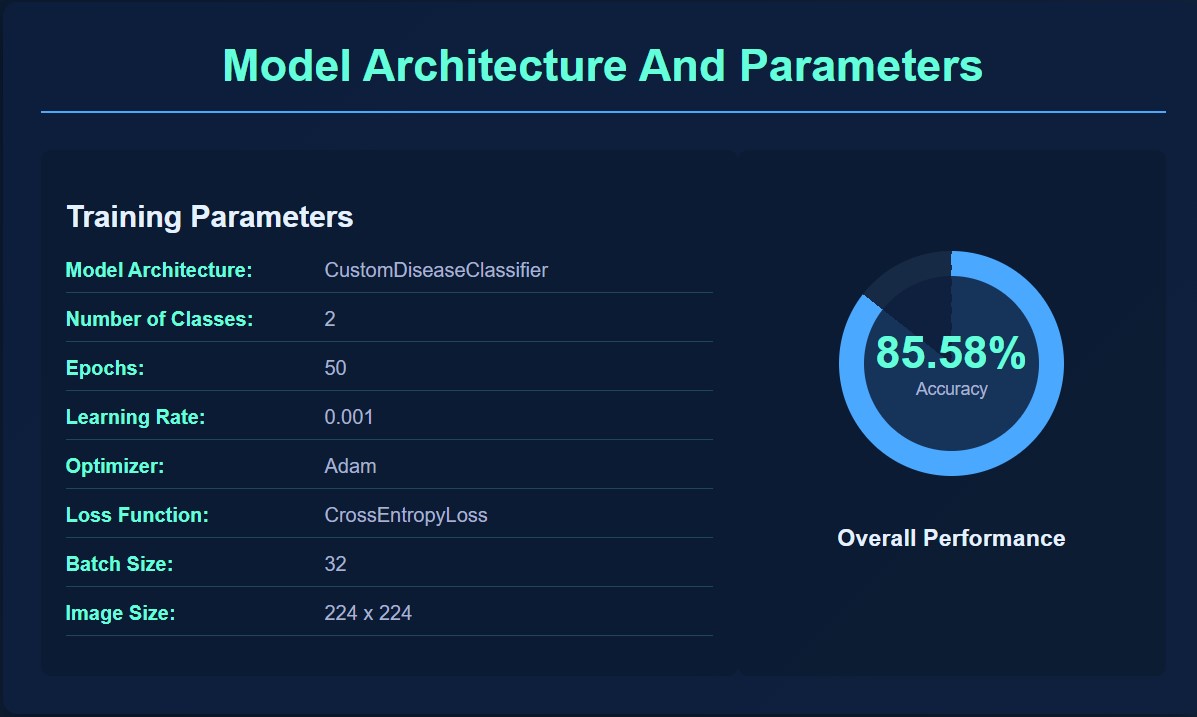 Model Architecture And Parameters
Training Parameters
Model Architecture: CustomDiseaseClassifier
Number of Classes: 2
Epochs: 50
Learning Rate: 0.001
Optimizer: Adam
Loss Function: CrossEntropyLoss
Batch Size: 32
Image Size: 224 x 224
85.58%
Accuracy
Overall Performance